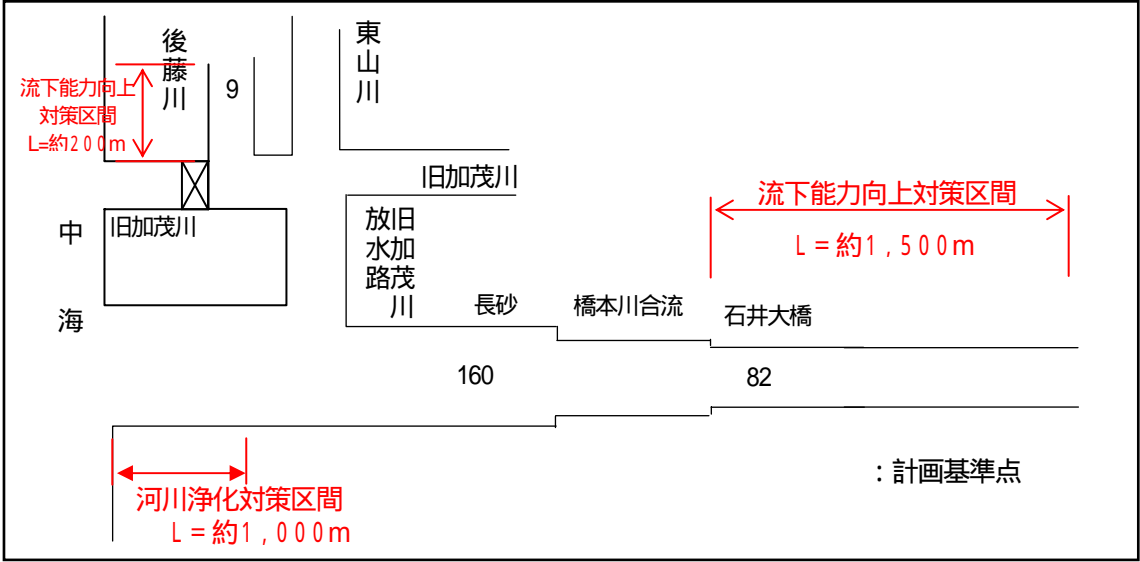 後藤川
東山川
流下能力向上
対策区間
L=約200m
9
旧加茂川
流下能力向上対策区間
L=約1,500m
中海
旧加茂川
旧加茂川
放水路
長砂
橋本川合流
石井大橋
160
82
:計画基準点
河川浄化対策区間
L=約1,000m